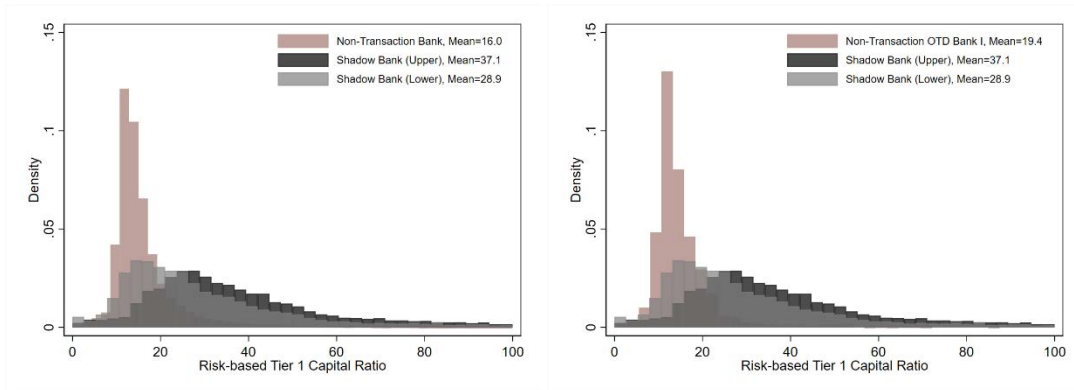 .15
Non-Transaction Bank, Mean=16.0
Shadow Bank (Upper), Mean=37.1
Shadow Bank (Lower), Mean=28.9
.1
Density
.05
0
0 20 40 60 80 100
Risk-based Tier 1 Capital Ratio
.15
Non-Transaction OTD Bank I, Mean=19.4
Shadow Bank (Upper), Mean=37.1
Shadow Bank (Lower), Mean=28.9
.1
Density
.05
0
0 20 40 60 80 100
Risk-based Tier 1 Capital Ratio